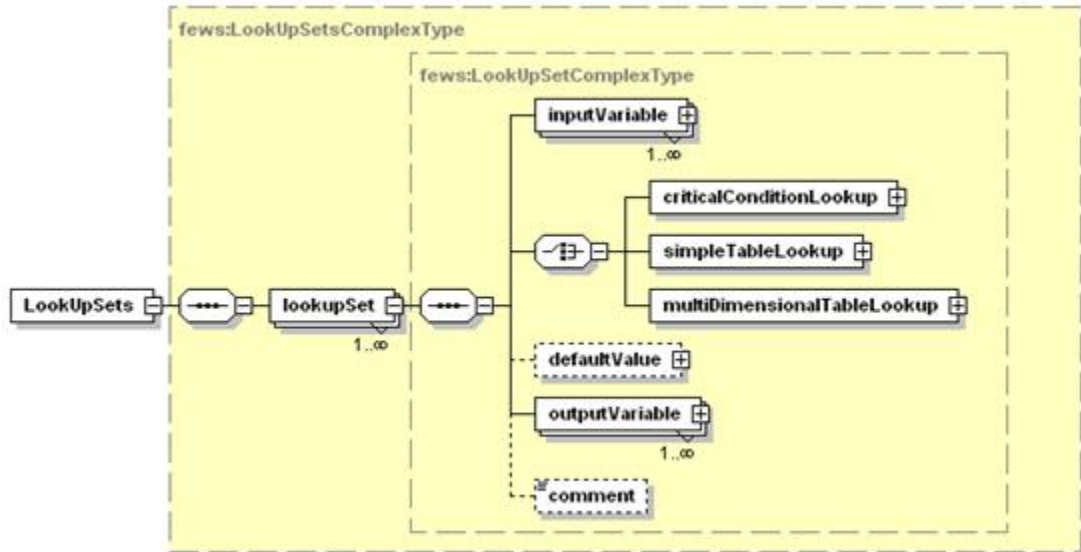 fews:LookUpSetsComplexType
fews:LookUpSetComplexType
inputVariable
1..∞
criticalConditionLookup
simpleTableLookup
multiDimensionalTableLookup
LookUpSets
lookupSet
1..∞
defaultValue
outputVariable
1..∞
comment